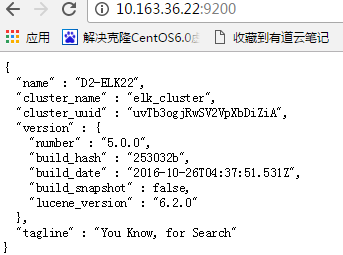 10.163.36.22:9200
应用 解决克隆CentOS6.0虚 收藏到有道云笔记
{
"name" : "D2-ELK22",
"cluster_name" : "elk_cluster",
"cluster_uuid" : "uvTb3ogjRwSV2VpXbDiZiA",
"version" : {
"number" : "5.0.0",
"build_hash" : "253032b",
"build_date" : "2016-10-26T04:37:51.531Z",
"build_snapshot" : false,
"lucene_version" : "6.2.0"
},
"tagline" : "You Know, for Search"
}